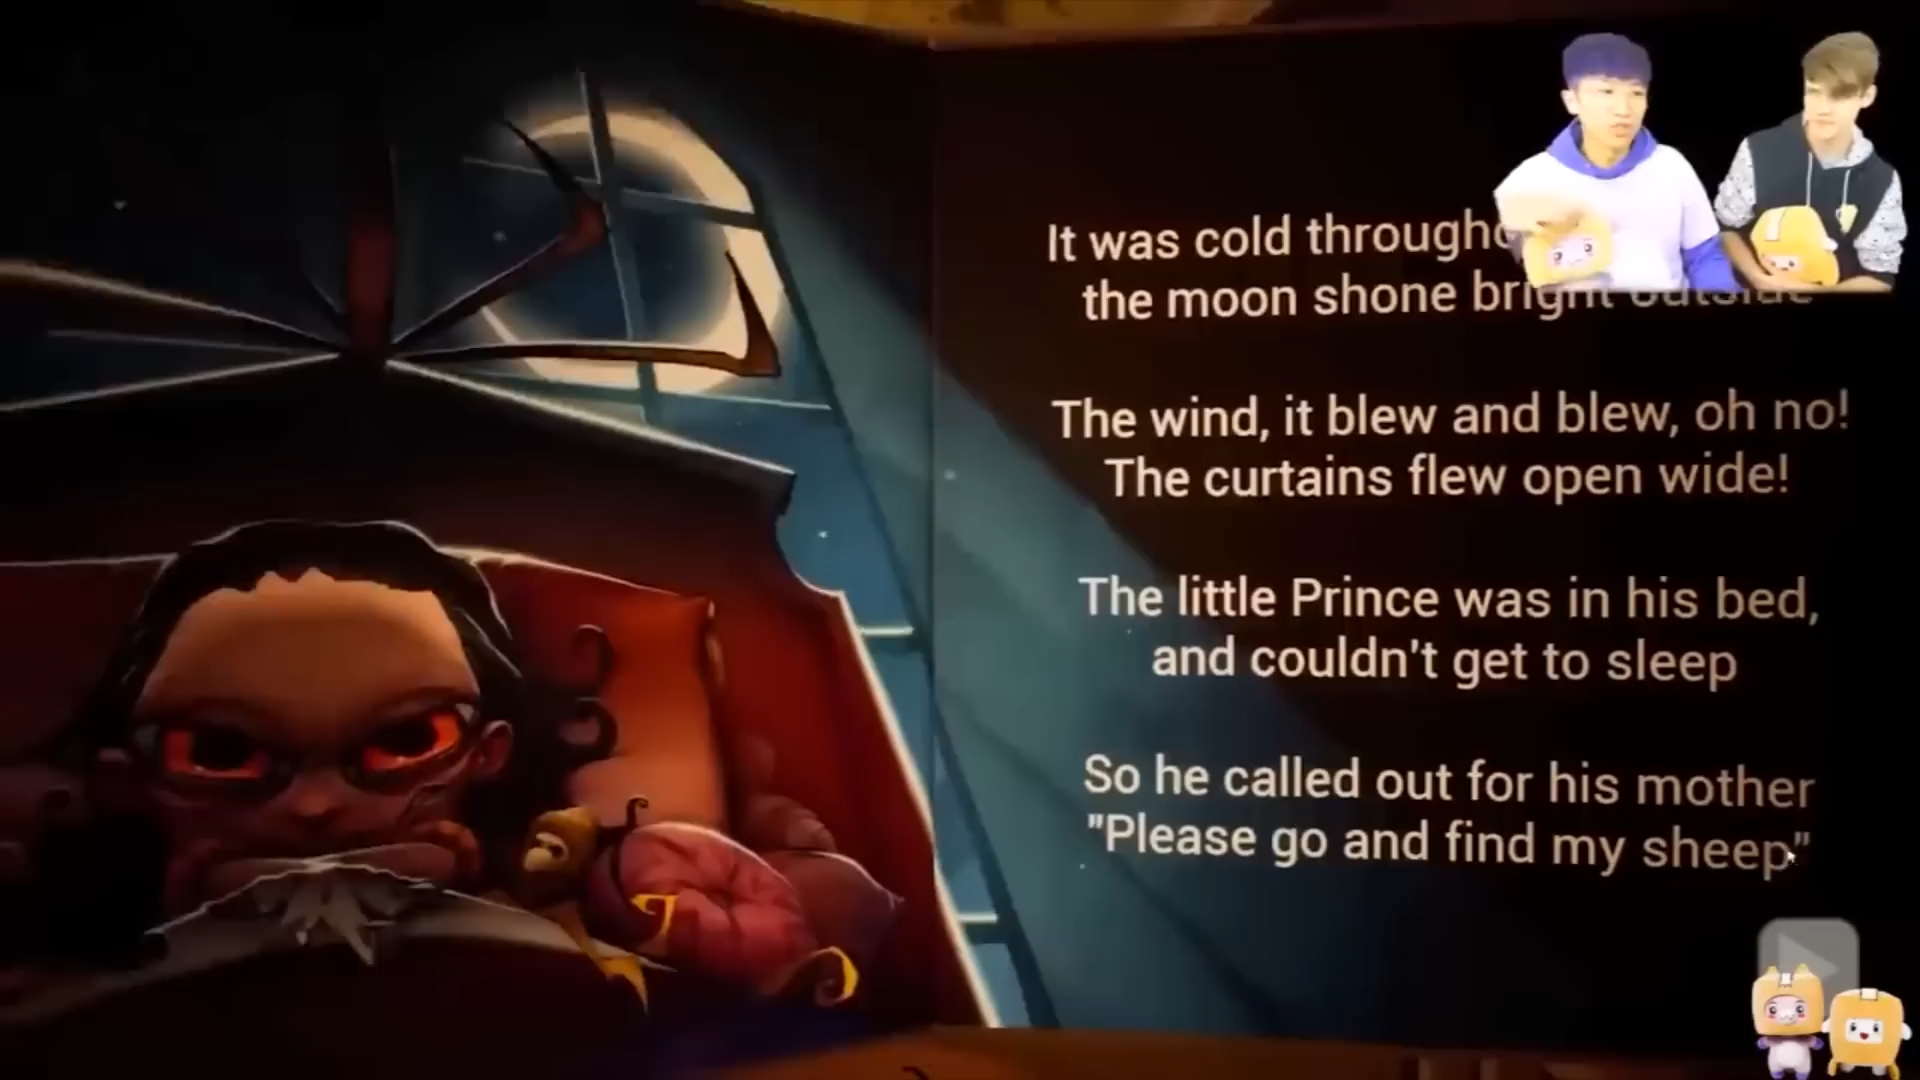 It was cold
the moon shone bright outside
The wind, it blew and blew, oh no!
The curtains flew open wide!
The little Prince was in his bed,
and couldn't get to sleep
So he called out for his mother
"Please go and find my sheep"